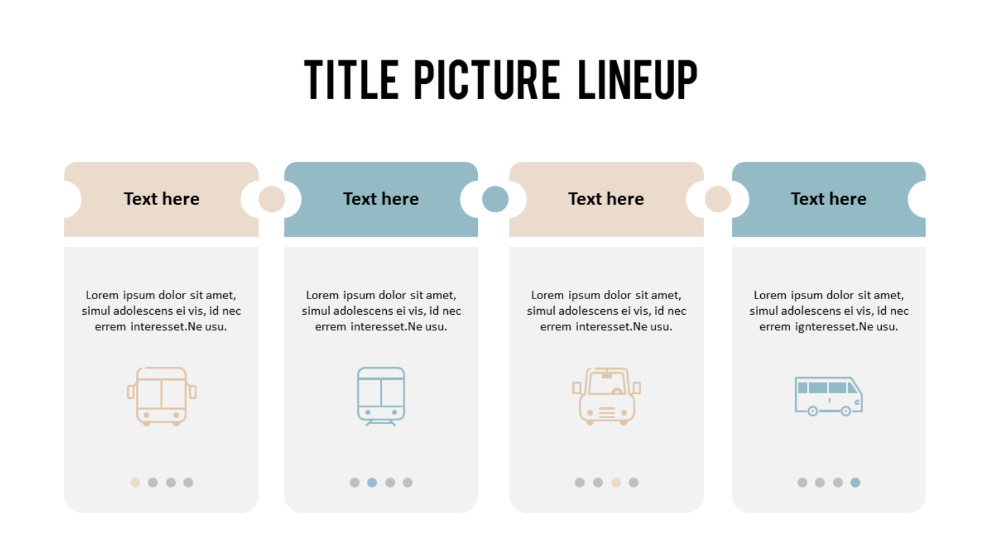 TITLE PICTURE LINEUP
Text here
Text here
Text here
Text here
Lorem ipsum dolor sit amet,
simul adolescens ei vis, id nec
errem interesset.Ne usu.
Lorem ipsum dolor sit amet,
simul adolescens ei vis, id nec
errem interesset.Ne usu.
Lorem ipsum dolor sit amet,
simul adolescens ei vis, id nec
errem interesset.Ne usu.
Lorem ipsum dolor sit amet,
simul adolescens ei vis, id nec
errem ignteresset.Ne usu.